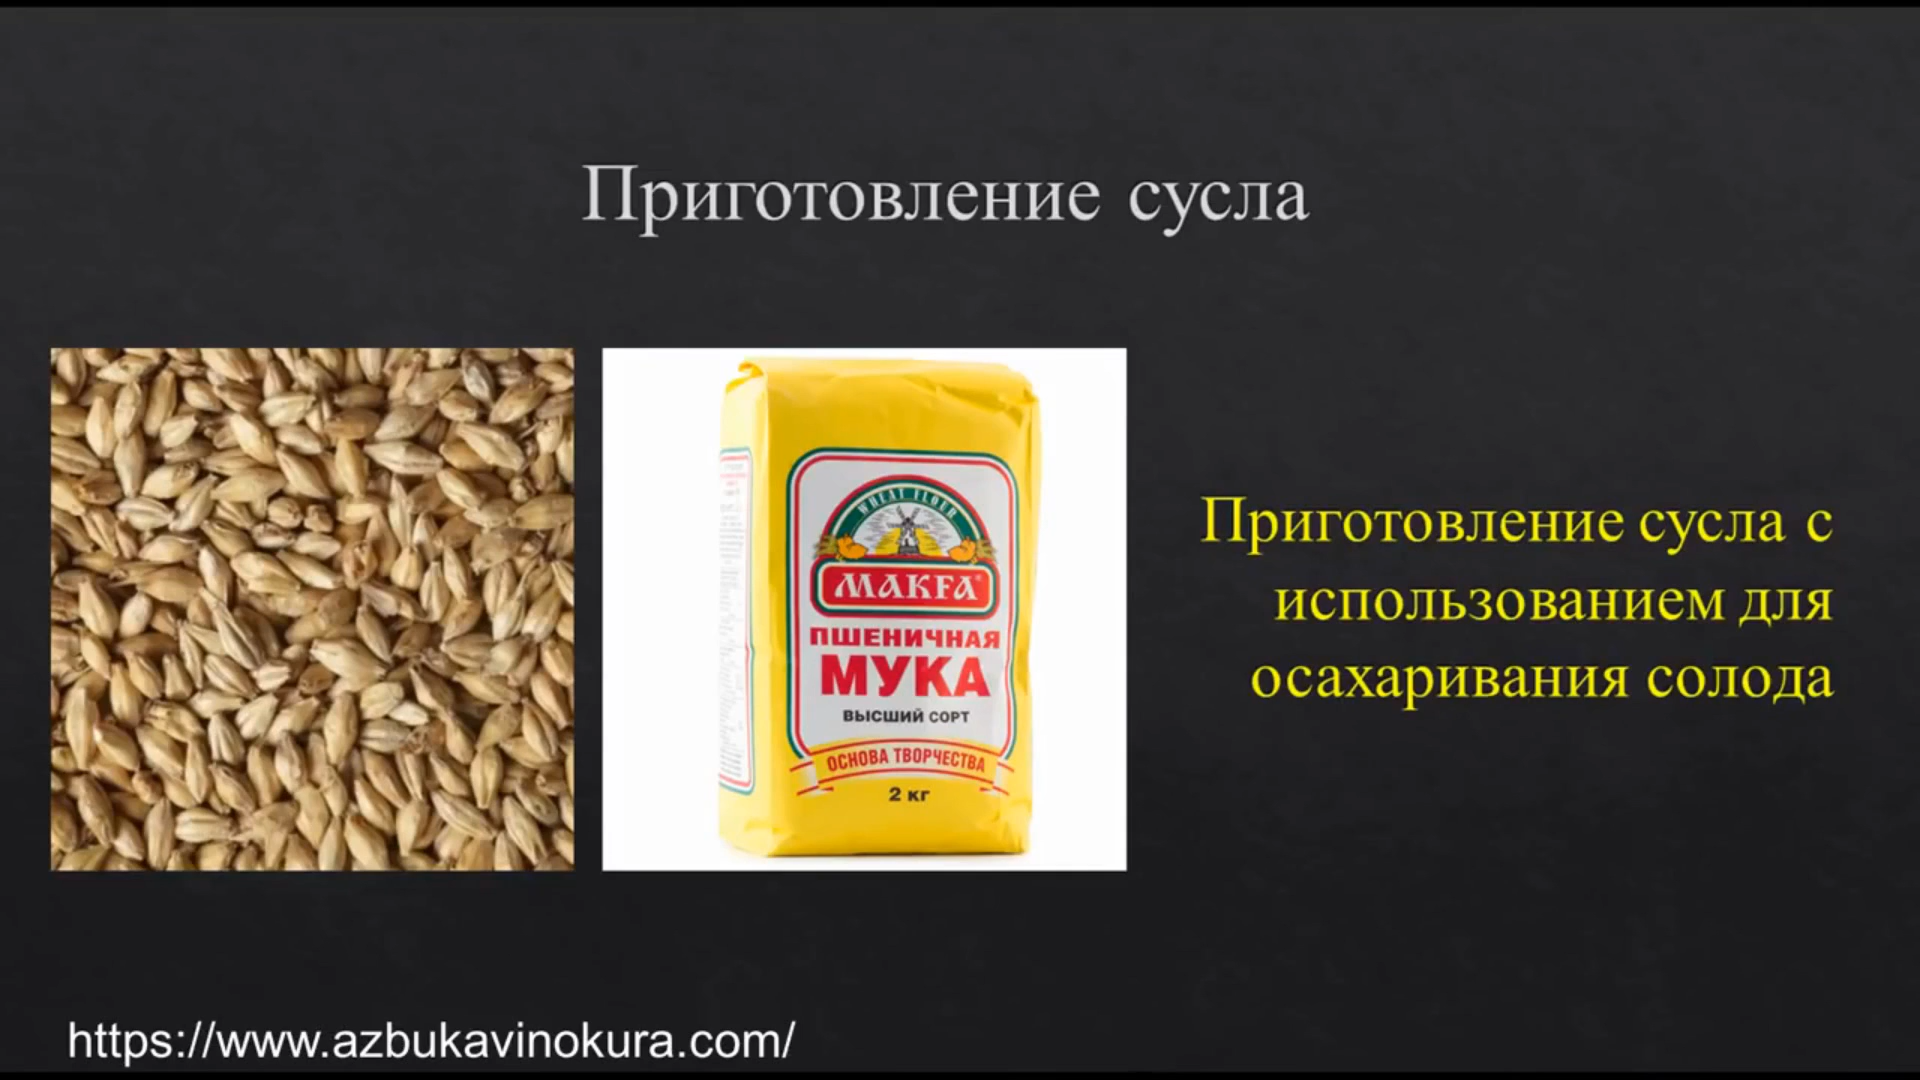 Приготовление сусла
WHEAT FLOUR
МАКFА
ПШЕНИЧНАЯ
МУКА
ВЫСШИЙ СОРТ
ОСНОВА ТВОРЧЕСТВА
2 кг
Приготовление сусла с
использованием для
осахаривания солода
https://www.azbukavinokura.com/